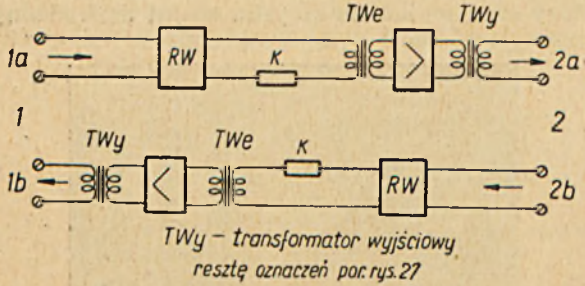 TWe TWy
1a RW K 2a
1 2
TWy TWe K
1b RW 2b
TWy – transformator wyjściowy
resztę oznaczeń por. rys. 27